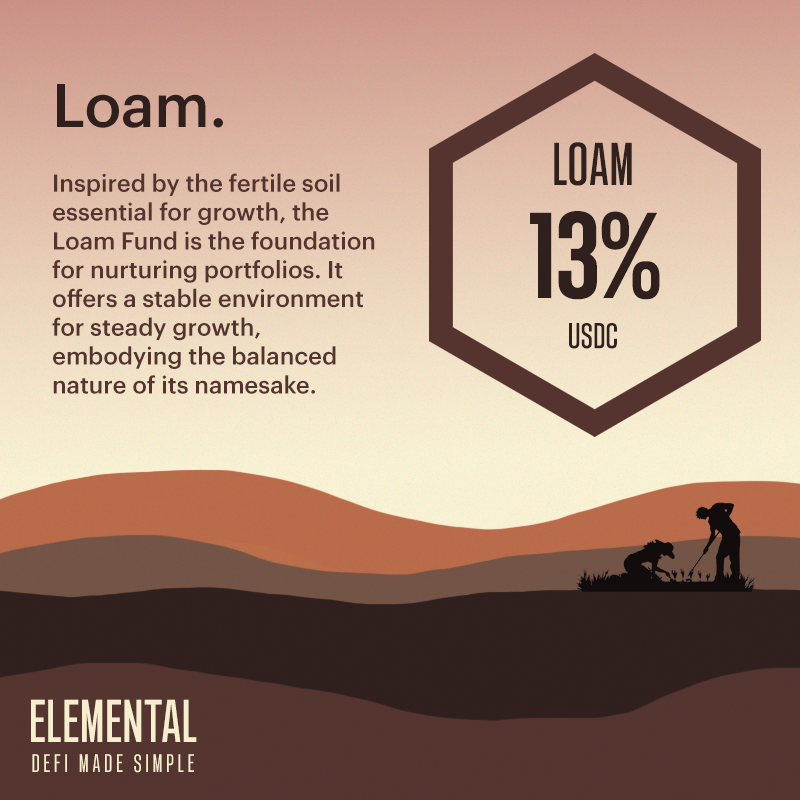 Loam.
Inspired by the fertile soil
essential for growth, the
Loam Fund is the foundation
for nurturing portfolios. It
offers a stable environment
for steady growth,
embodying the balanced
nature of its namesake.
LOAM
13%
USDC
ELEMENTAL
DEFI MADE SIMPLE